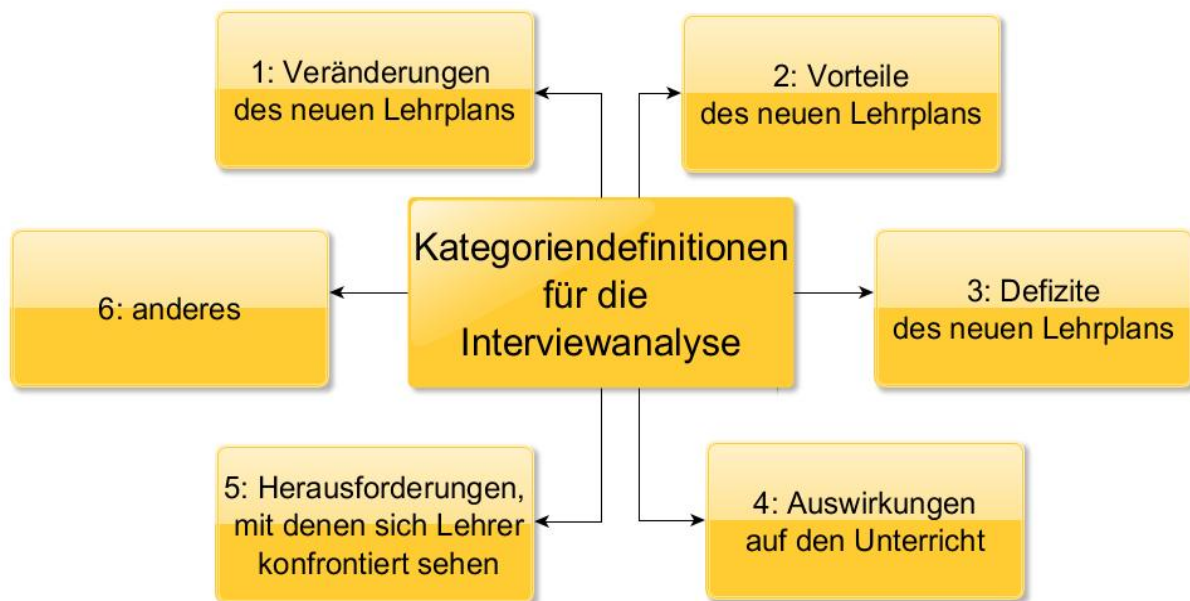 1: Veränderungen
des neuen Lehrplans
2: Vorteile
des neuen Lehrplans
Kategoriendefinitionen
für die
Interviewanalyse
6: anderes
3: Defizite
des neuen Lehrplans
5: Herausforderungen,
mit denen sich Lehrer
konfrontiert sehen
4: Auswirkungen
auf den Unterricht